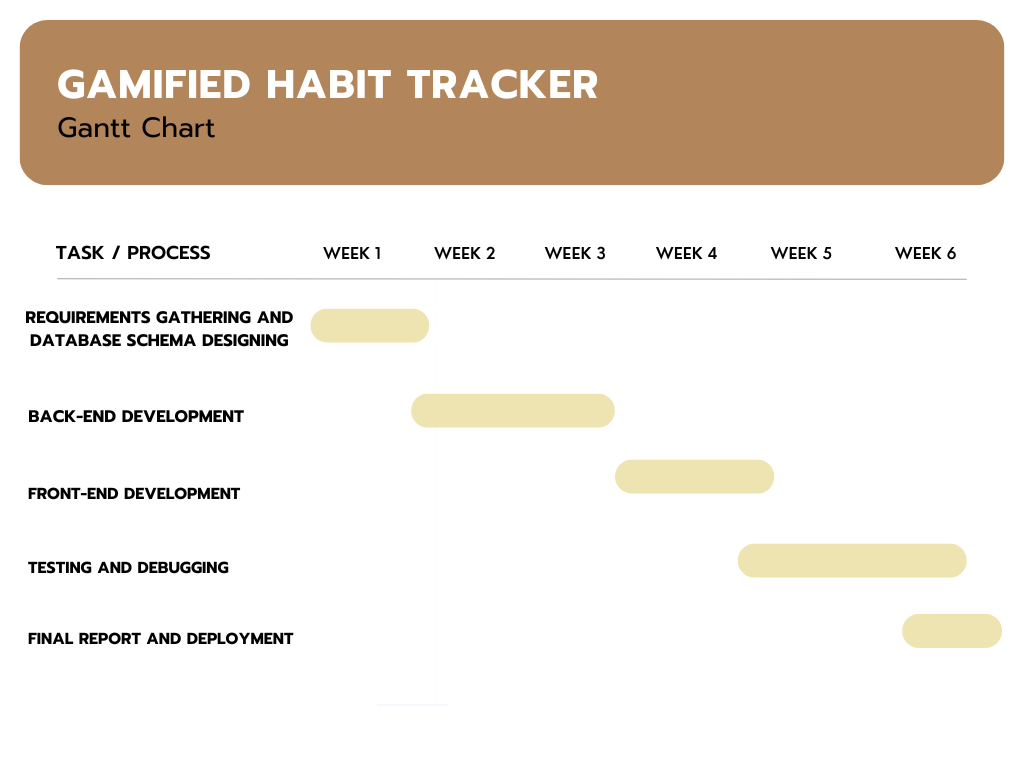 GAMIFIED HABIT TRACKER
Gantt Chart
TASK / PROCESS WEEK 1 WEEK 2 WEEK 3 WEEK 4 WEEK 5 WEEK 6
REQUIREMENTS GATHERING AND
DATABASE SCHEMA DESIGNING
BACK-END DEVELOPMENT
FRONT-END DEVELOPMENT
TESTING AND DEBUGGING
FINAL REPORT AND DEPLOYMENT